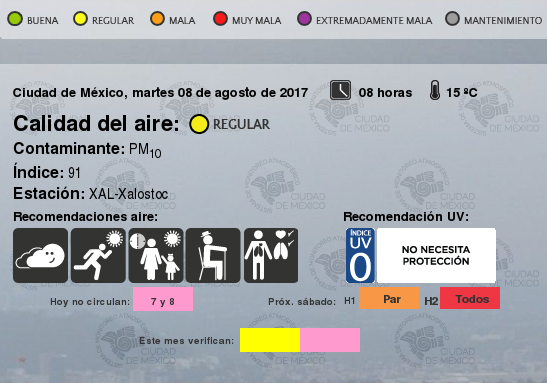 BUENA REGULAR MALA MUY MALA EXTREMADAMENTE MALA MANTENIMIENTO
Ciudad de México, martes 08 de agosto de 2017 08 horas 15 ºC
Calidad del aire: REGULAR
Contaminante: PM10
Índice: 91
Estación: XAL-Xalostoc
Recomendaciones aire: Recomendación UV:
ÍNDICE
UV
0
NO NECESITA
PROTECCIÓN
Hoy no circulan: 7 y 8 Próx. sábado: H1 Par H2 Todos
Este mes verifican:
CIUDAD
DE MÉXICO